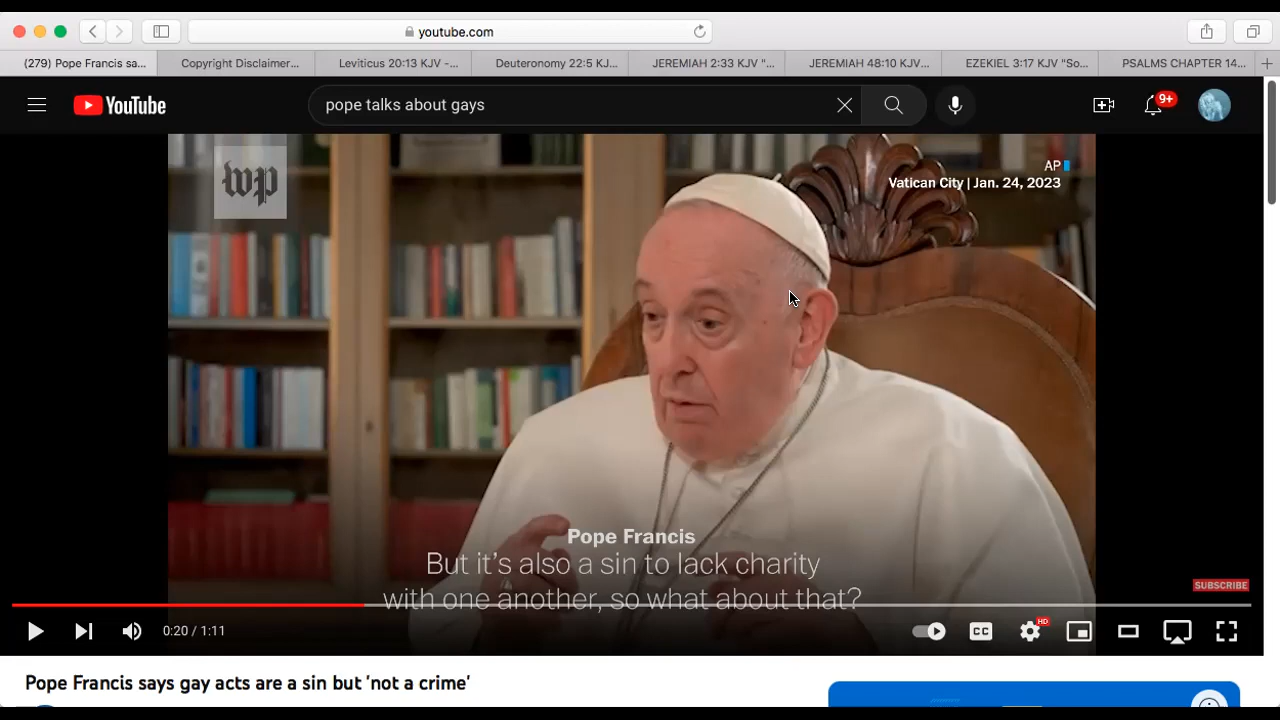 youtube.com
(279) Pope Francis sa...
Copyright Disclaimer...
Leviticus 20:13 KJV -...
Deuteronomy 22:5 KJ...
JEREMIAH 2:33 KJV "...
JEREMIAH 48:10 KJV...
EZEKIEL 3:17 KJV "So...
PSALMS CHAPTER 14...
YouTube
pope talks about gays
9+
wp
AP
Vatican City | Jan. 24, 2023
Pope Francis
But it's also a sin to lack charity
with one another, so what about that?
SUBSCRIBE
0:20 / 1:11
CC
HD
Pope Francis says gay acts are a sin but 'not a crime'